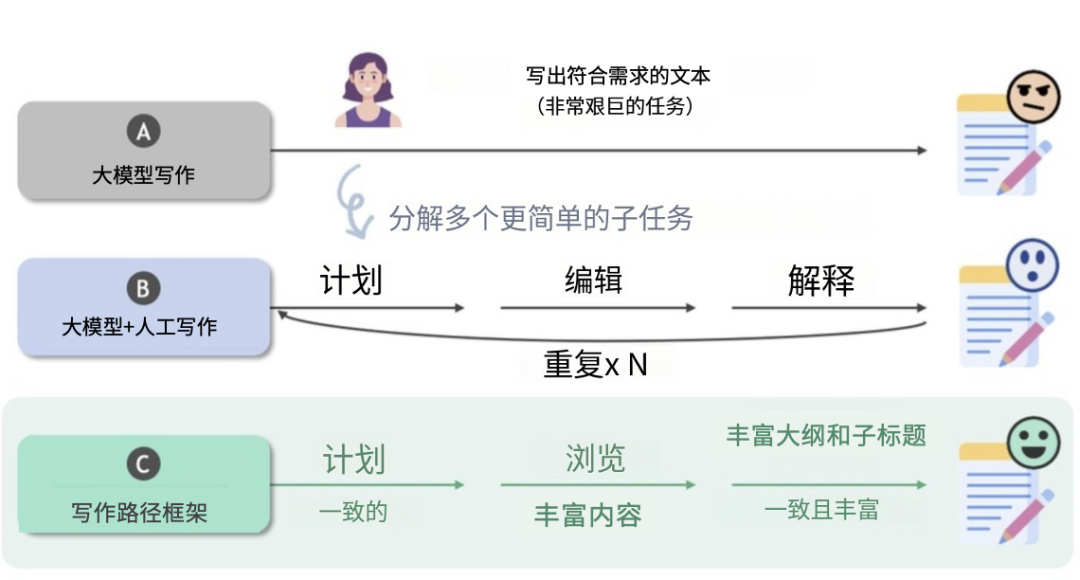 写出符合需求的文本
（非常艰巨的任务）
A
大模型写作
分解多个更简单的子任务
B
大模型+人工写作
计划
编辑
解释
重复x N
C
写作路径框架
计划
一致的
浏览
丰富内容
丰富大纲和子标题
一致且丰富